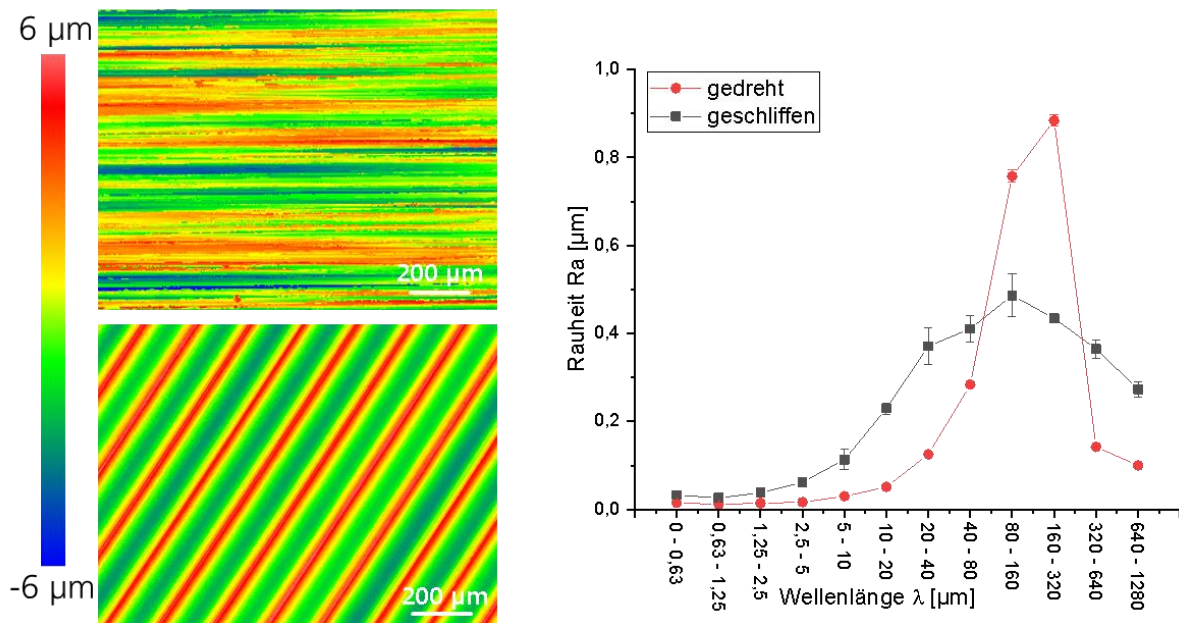 6 µm
-6 µm
200 µm
200 µm
gedreht
geschliffen
Rauheit Ra [µm]
1,0
0,8
0,6
0,4
0,2
0,0
0 - 0,63
0,63 - 1,25
1,25 - 2,5
2,5 - 5
5 - 10
10 - 20
20 - 40
40 - 80
80 - 160
160 - 320
320 - 640
640 - 1280
Wellenlänge λ [µm]